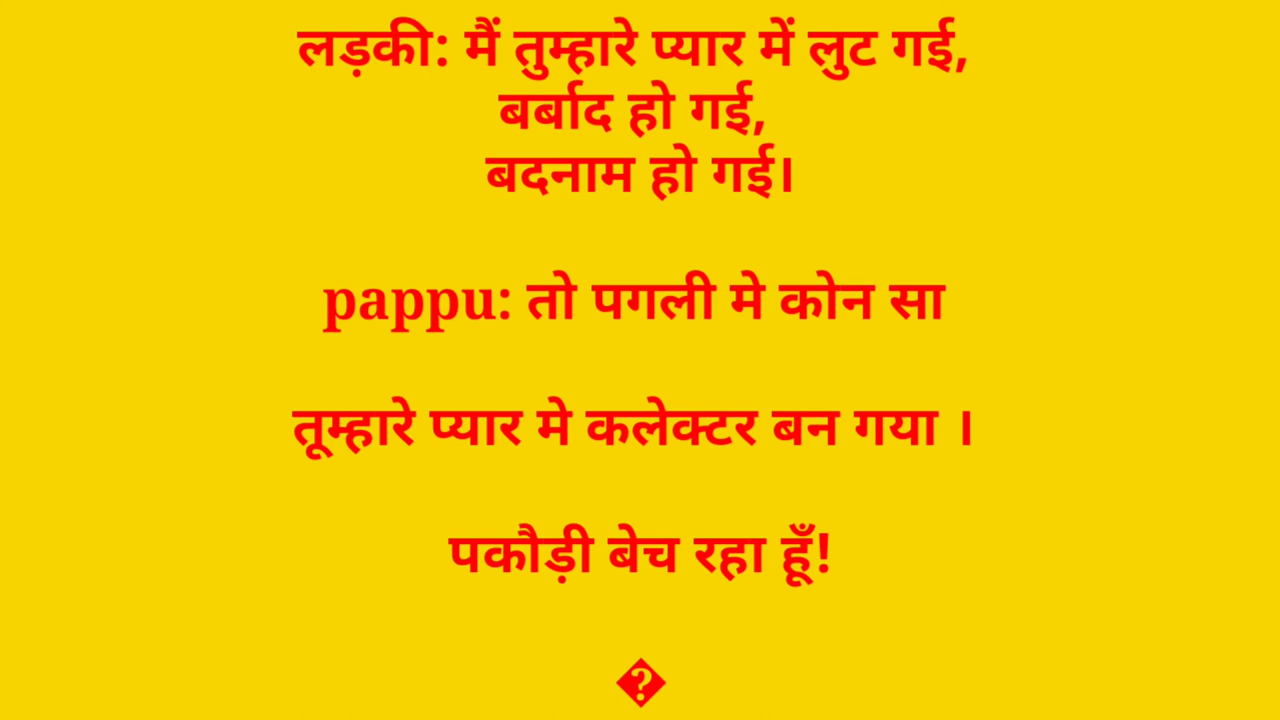 लड़की: मैं तुम्हारे प्यार में लुट गई,
बर्बाद हो गई,
बदनाम हो गई।
pappu: तो पगली मे कोन सा
तूम्हारे प्यार मे कलेक्टर बन गया ।
पकौड़ी बेच रहा हूँ!
�